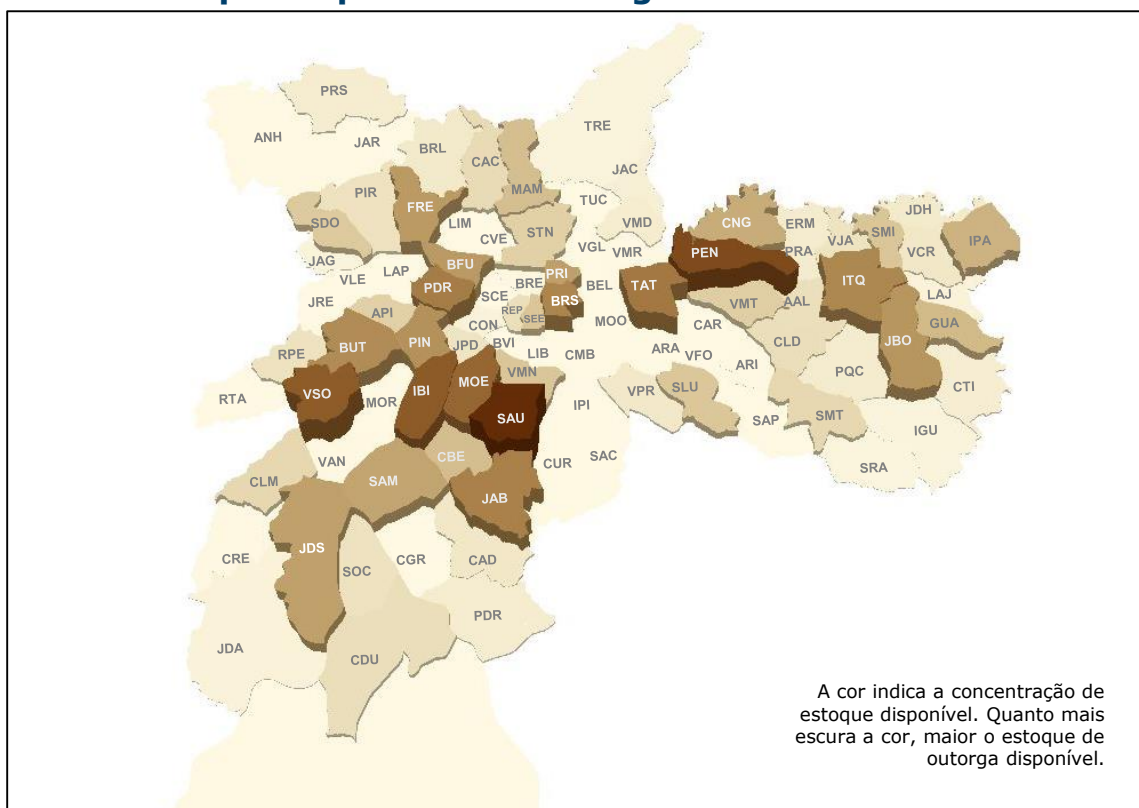 PRS
ANH
JAR
BRL
CAC
TRE
JAC
PIR
FRE
MAM
TUC
SDO
LIM
CVE
STN
VMD
CNG
ERM
JDH
VJA
SMI
IPA
JAG
VLE
LAP
BFU
VGL
VMR
PEN
PRA
VCR
JRE
PDR
SCE
BRE
PRI
BEL
TAT
ITQ
LAJ
API
REP
SEE
BRS
MOO
VMT
AAL
GUA
CON
CAR
RPE
BUT
PIN
JPD
BVI
LIB
CMB
ARA
VFO
ARI
CLD
JBO
PQC
CTI
VSO
IBI
MOE
VMN
RTA
MOR
SAU
IPI
VPR
SLU
SAP
SMT
IGU
VAN
CBE
CUR
SAC
SRA
CLM
SAM
JAB
CRE
JDS
SOC
CGR
CAD
JDA
CDU
PDR
A cor indica a concentração de
estoque disponível. Quanto mais
escura a cor, maior o estoque de
outorga disponível.